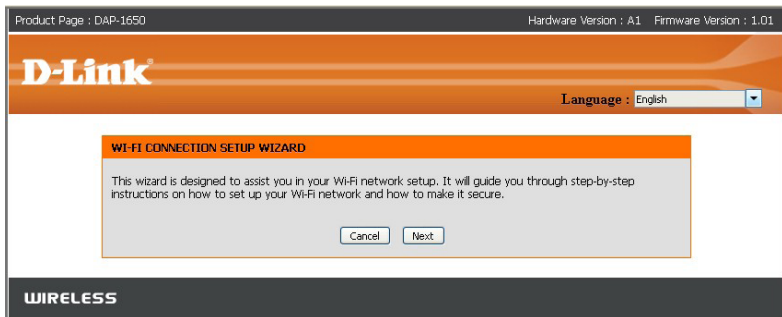 Product Page : DAP-1650 Hardware Version : A1 Firmware Version : 1.01
D-Link
Language : English
WI-FI CONNECTION SETUP WIZARD
This wizard is designed to assist you in your Wi-Fi network setup. It will guide you through step-by-step
instructions on how to set up your Wi-Fi network and how to make it secure.
Cancel Next
WIRELESS